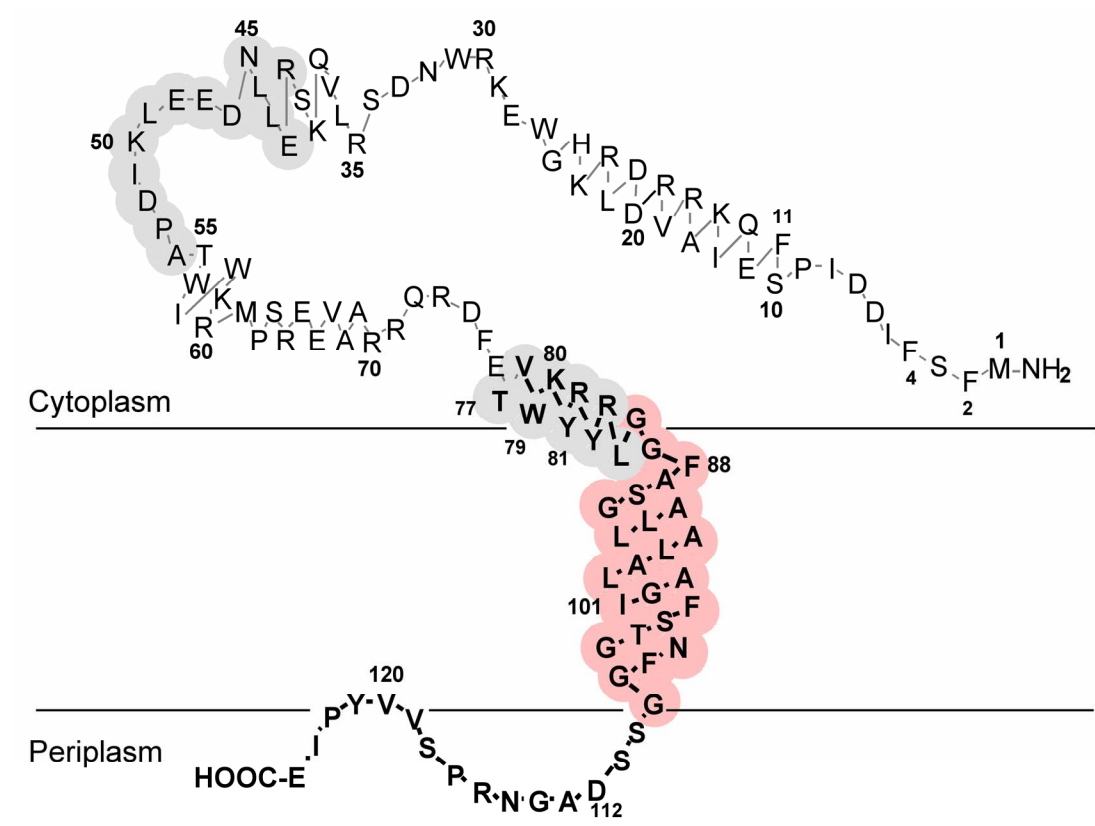 45 30
N R Q W R
L S V S D N K
50 K L E E D L E K L R E W
35
I G H R D R R K Q F 11
D K L D V A I E S P I D D I F S F M-NH2
20 10 4 2 1
P A T 55
W W
I K M S E V A Q R D F
R P R E A R R
60 70
E V K R R G
80
Cytoplasm
77 T W Y Y L
79 81
G F 88
G S A
L L A
L A L A
101 I G A
T S F
G F N
G G
120
P Y V V
Periplasm
I S S
HOOC-E P R N G A D S
112